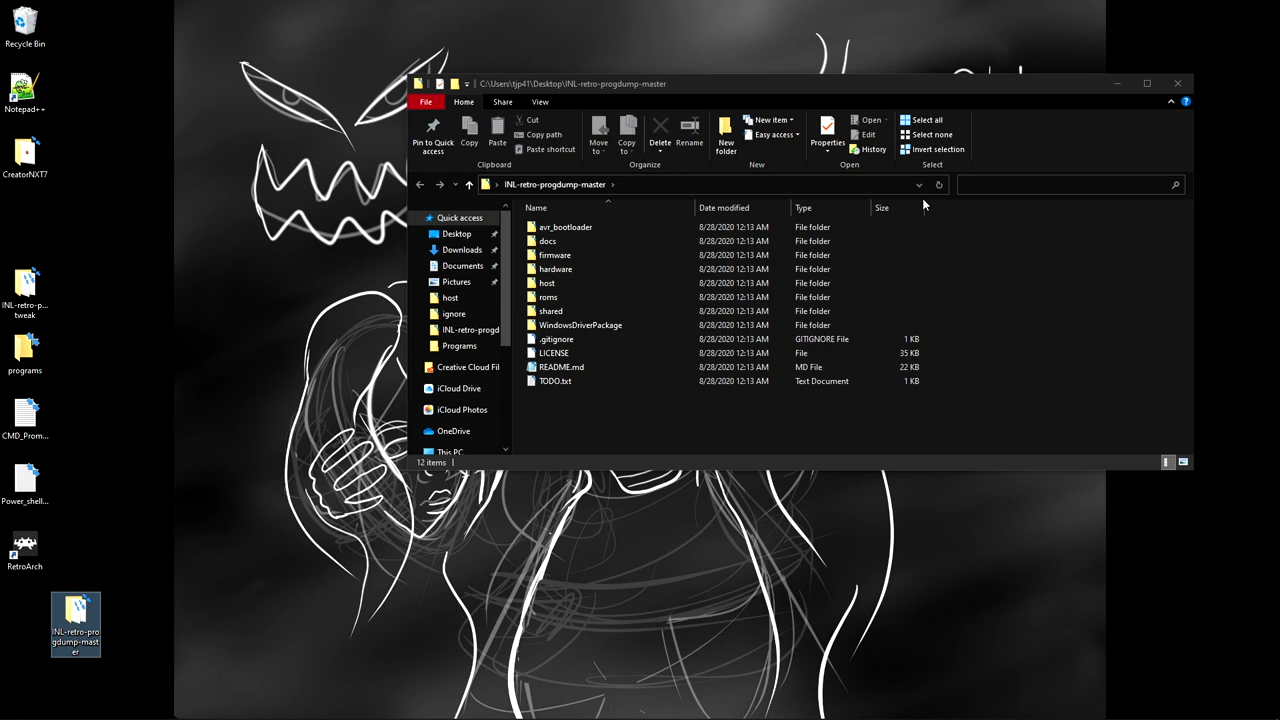 Recycle Bin
Notepad++
CreatorNXT7
INL-retro-p...
tweak
programs
CMD_Prom...
Power_shell...
RetroArch
INL-retro-pro
gdump-mast
er
C:\Users\tjp41\Desktop\INL-retro-progdump-master
File Home Share View
Pin to Quick
access
Copy
Paste
Cut
Copy path
Paste shortcut
Clipboard
Move
to
Copy
to
Delete
Rename
Organize
New
folder
New item
Easy access
New
Properties
Open
Edit
History
Open
Select all
Select none
Invert selection
Select
INL-retro-progdump-master
Quick access
Desktop
Downloads
Documents
Pictures
host
ignore
INL-retro-progd
Programs
Creative Cloud Fil
iCloud Drive
iCloud Photos
OneDrive
This PC
Name Date modified Type Size
avr_bootloader 8/28/2020 12:13 AM File folder
docs 8/28/2020 12:13 AM File folder
firmware 8/28/2020 12:13 AM File folder
hardware 8/28/2020 12:13 AM File folder
host 8/28/2020 12:13 AM File folder
roms 8/28/2020 12:13 AM File folder
shared 8/28/2020 12:13 AM File folder
WindowsDriverPackage 8/28/2020 12:13 AM File folder
.gitignore 8/28/2020 12:13 AM GITIGNORE File 1 KB
LICENSE 8/28/2020 12:13 AM File 35 KB
README.md 8/28/2020 12:13 AM MD File 22 KB
TODO.txt 8/28/2020 12:13 AM Text Document 1 KB
12 items